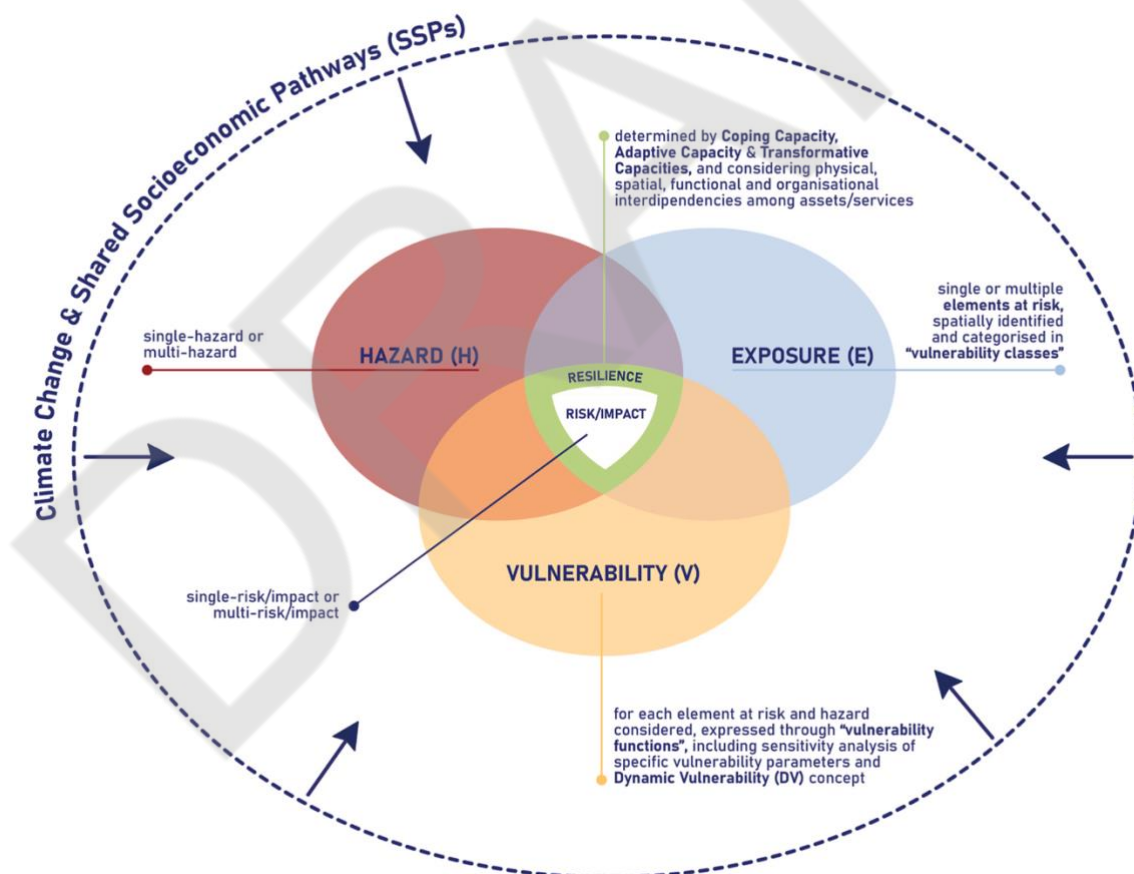 Climate Change & Shared Socioeconomic Pathways (SSPs)
determined by Coping Capacity,
Adaptive Capacity & Transformative
Capacities, and considering physical,
spatial, functional and organisational
interdipendencies among assets/services
single-hazard or
multi-hazard
HAZARD (H)
EXPOSURE (E)
single or multiple
elements at risk,
spatially identified
and categorised in
“vulnerability classes”
RESILIENCE
RISK/IMPACT
VULNERABILITY (V)
single-risk/impact or
multi-risk/impact
for each element at risk and hazard
considered, expressed through “vulnerability
functions”, including sensitivity analysis of
specific vulnerability parameters and
Dynamic Vulnerability (DV) concept
DRA